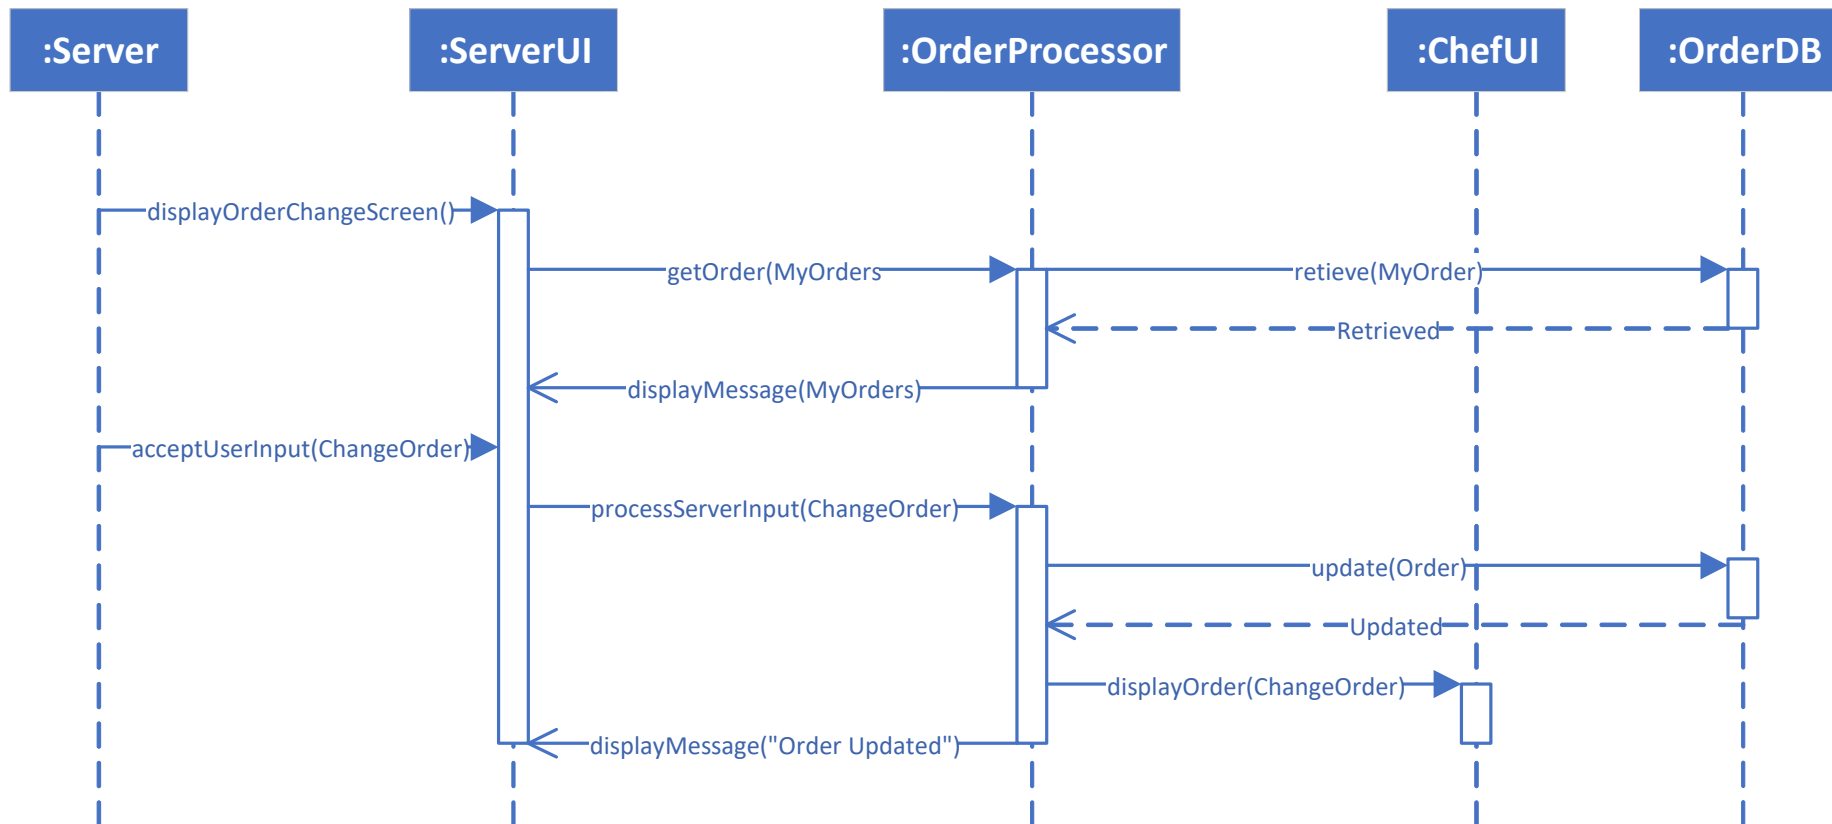 :Server
:ServerUI
:OrderProcessor
:ChefUI
:OrderDB
displayOrderChangeScreen()
getOrder(MyOrders
retieve(MyOrder)
Retrieved
displayMessage(MyOrders)
acceptUserInput(ChangeOrder)
processServerInput(ChangeOrder)
update(Order)
Updated
displayOrder(ChangeOrder)
displayMessage("Order Updated")